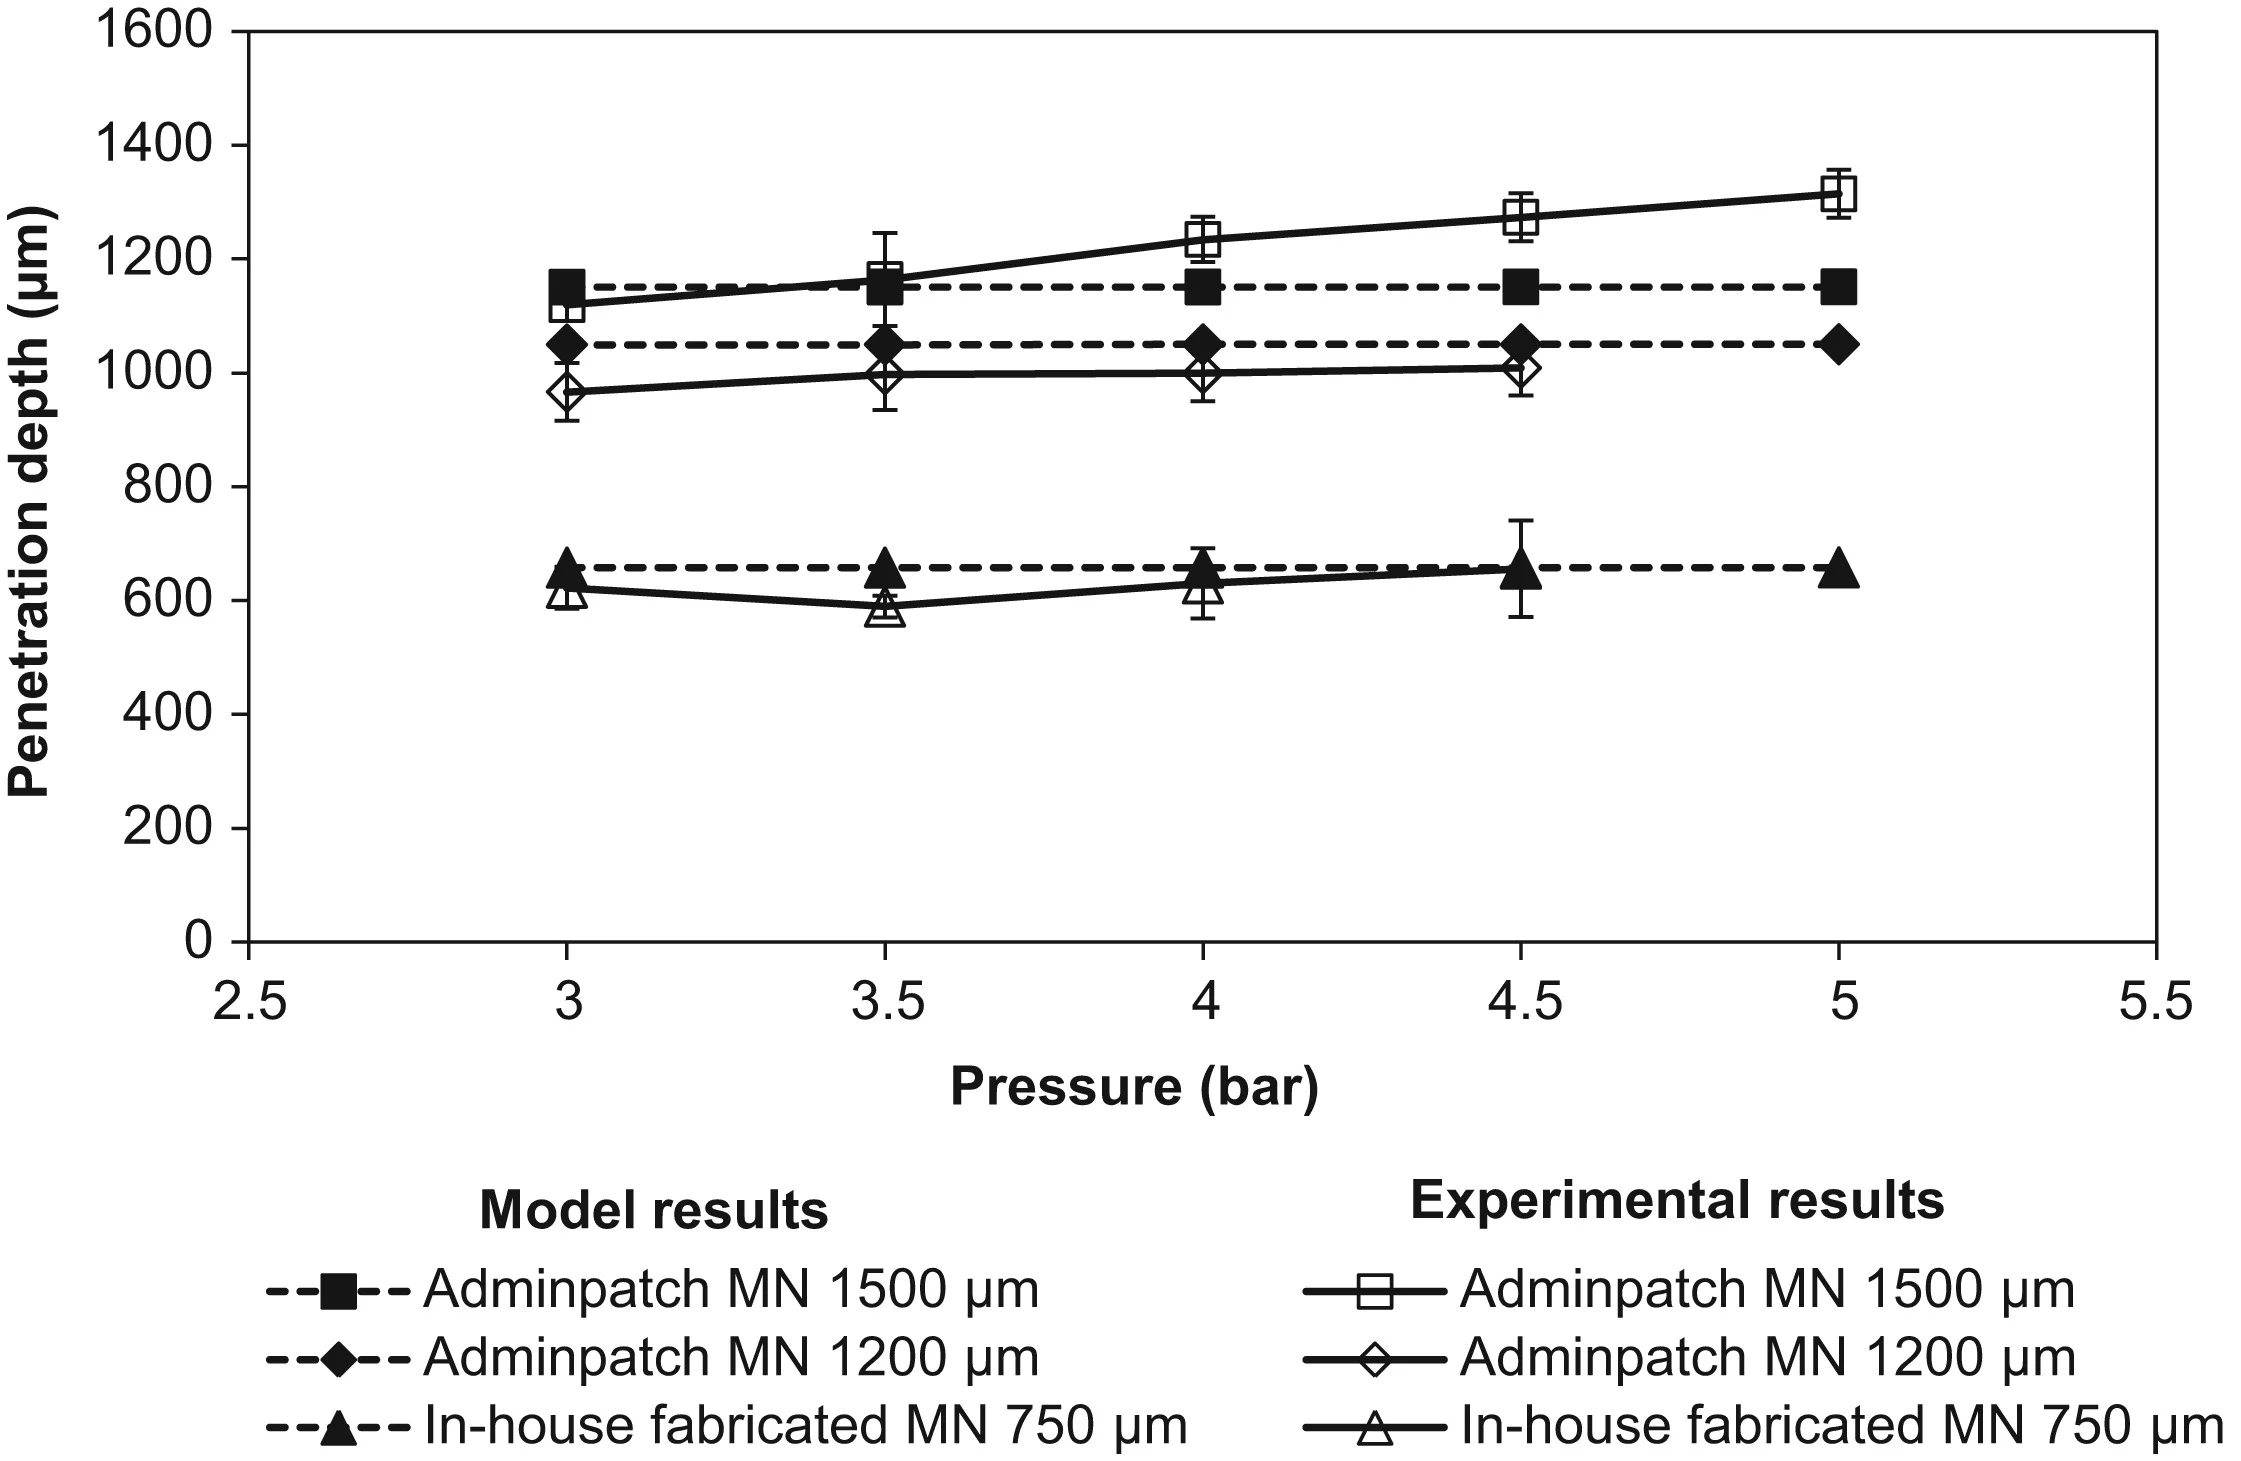 1600
1400
1200
1000
800
600
400
200
0
Penetration depth (µm)
2.5 3 3.5 4 4.5 5 5.5
Pressure (bar)
Model results
Adminpatch MN 1500 µm
Adminpatch MN 1200 µm
In-house fabricated MN 750 µm
Experimental results
Adminpatch MN 1500 µm
Adminpatch MN 1200 µm
In-house fabricated MN 750 µm